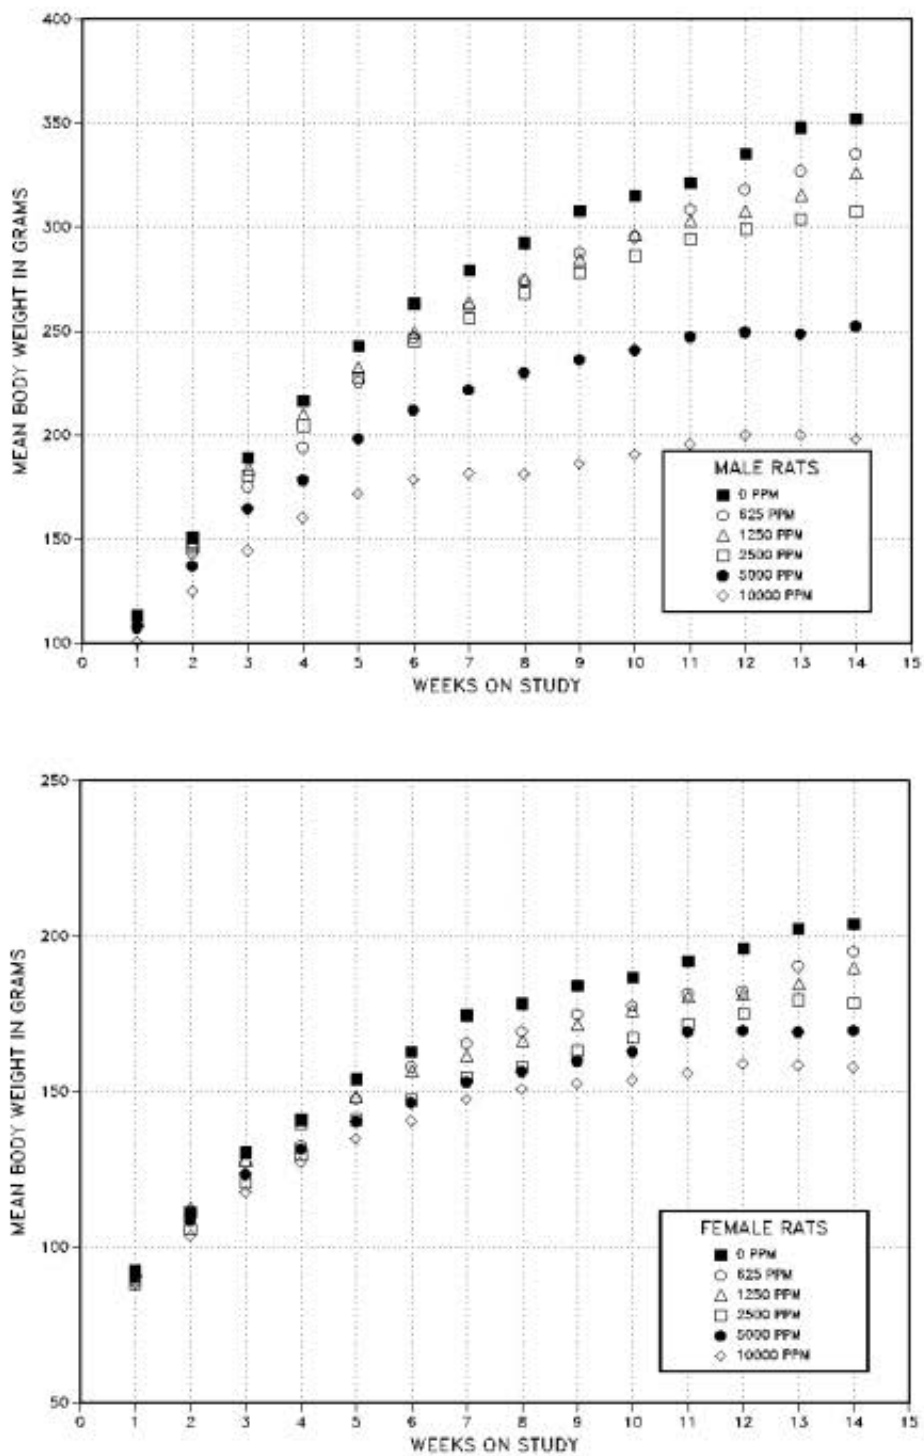 400
350
300
250
200
150
100
MEAN BODY WEIGHT IN GRAMS
MALE RATS
0 PPM
625 PPM
1250 PPM
2500 PPM
5000 PPM
10000 PPM
0 1 2 3 4 5 6 7 8 9 10 11 12 13 14 15
WEEKS ON STUDY
250
200
150
100
50
MEAN BODY WEIGHT IN GRAMS
FEMALE RATS
0 PPM
625 PPM
1250 PPM
2500 PPM
5000 PPM
10000 PPM
0 1 2 3 4 5 6 7 8 9 10 11 12 13 14 15
WEEKS ON STUDY